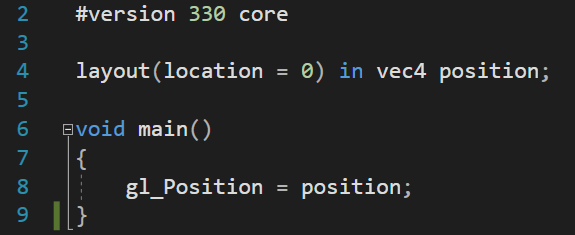 2 #version 330 core
3
4 layout(location = 0) in vec4 position;
5
6 void main()
7 {
8 gl_Position = position;
9 }